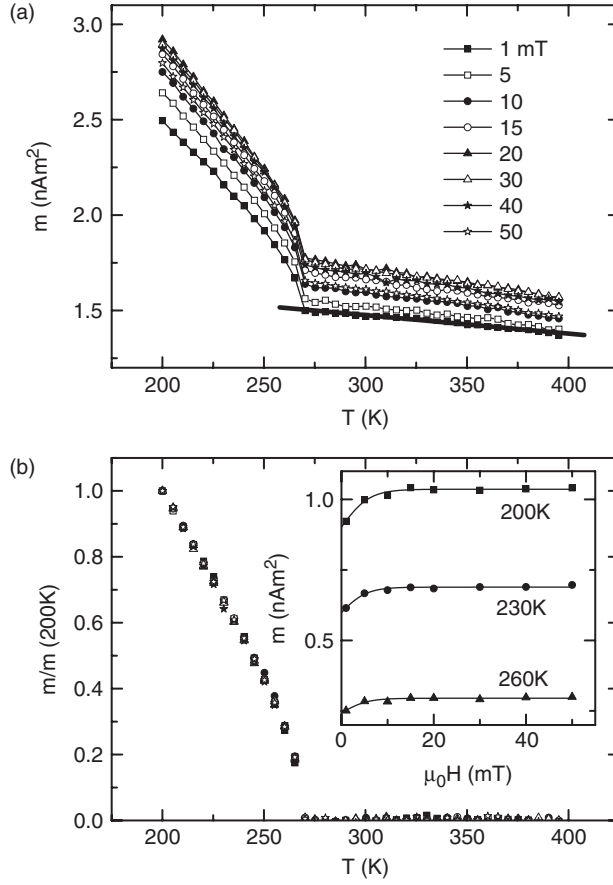 (a)
3.0
2.5
2.0
1.5
m (nAm²)
1 mT
5
10
15
20
30
40
50
200 250 300 350 400
T (K)
(b)
1.0
0.8
0.6
0.4
0.2
0.0
m/m (200K)
200 250 300 350 400
T (K)
1.0
0.5
m (nAm²)
200K
230K
260K
0 20 40
μ₀H (mT)